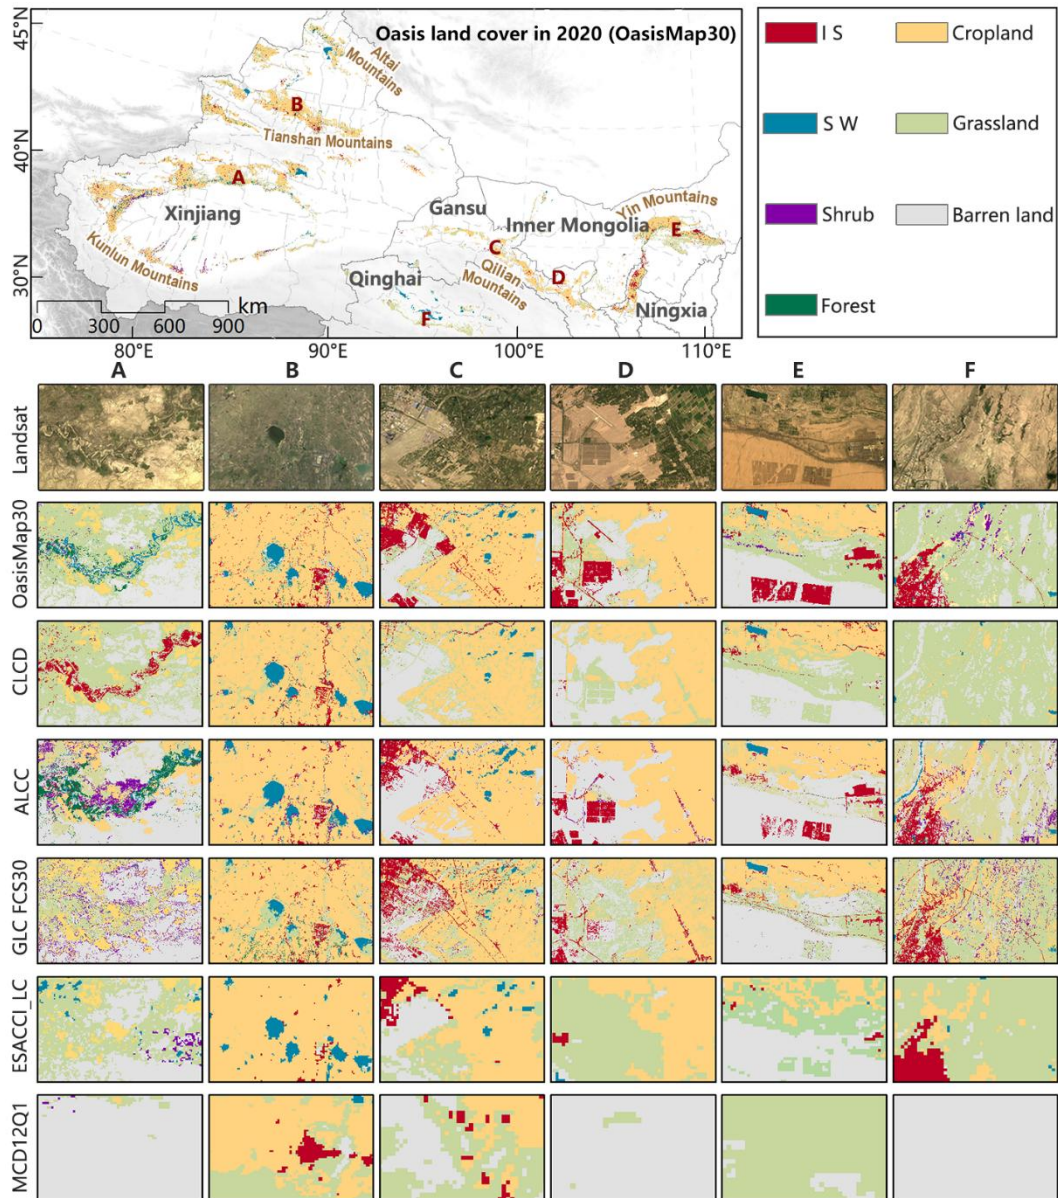 Oasis land cover in 2020 (OasisMap30)
45°N
40°N
30°N
Altai
Mountains
B
Tianshan Mountains
A
Xinjiang
Kunlun Mountains
Gansu
Inner Mongolia
Yin Mountains
E
C
D
Qilian
Mountains
Qinghai
F
Ningxia
km
0 300 600 900
80°E 90°E 100°E 110°E
I S
Cropland
S W
Grassland
Shrub
Barren land
Forest
A B C D E F
Landsat
OasisMap30
CLCD
ALCC
GLC FCS30
ESACCI_LC
MCD12Q1